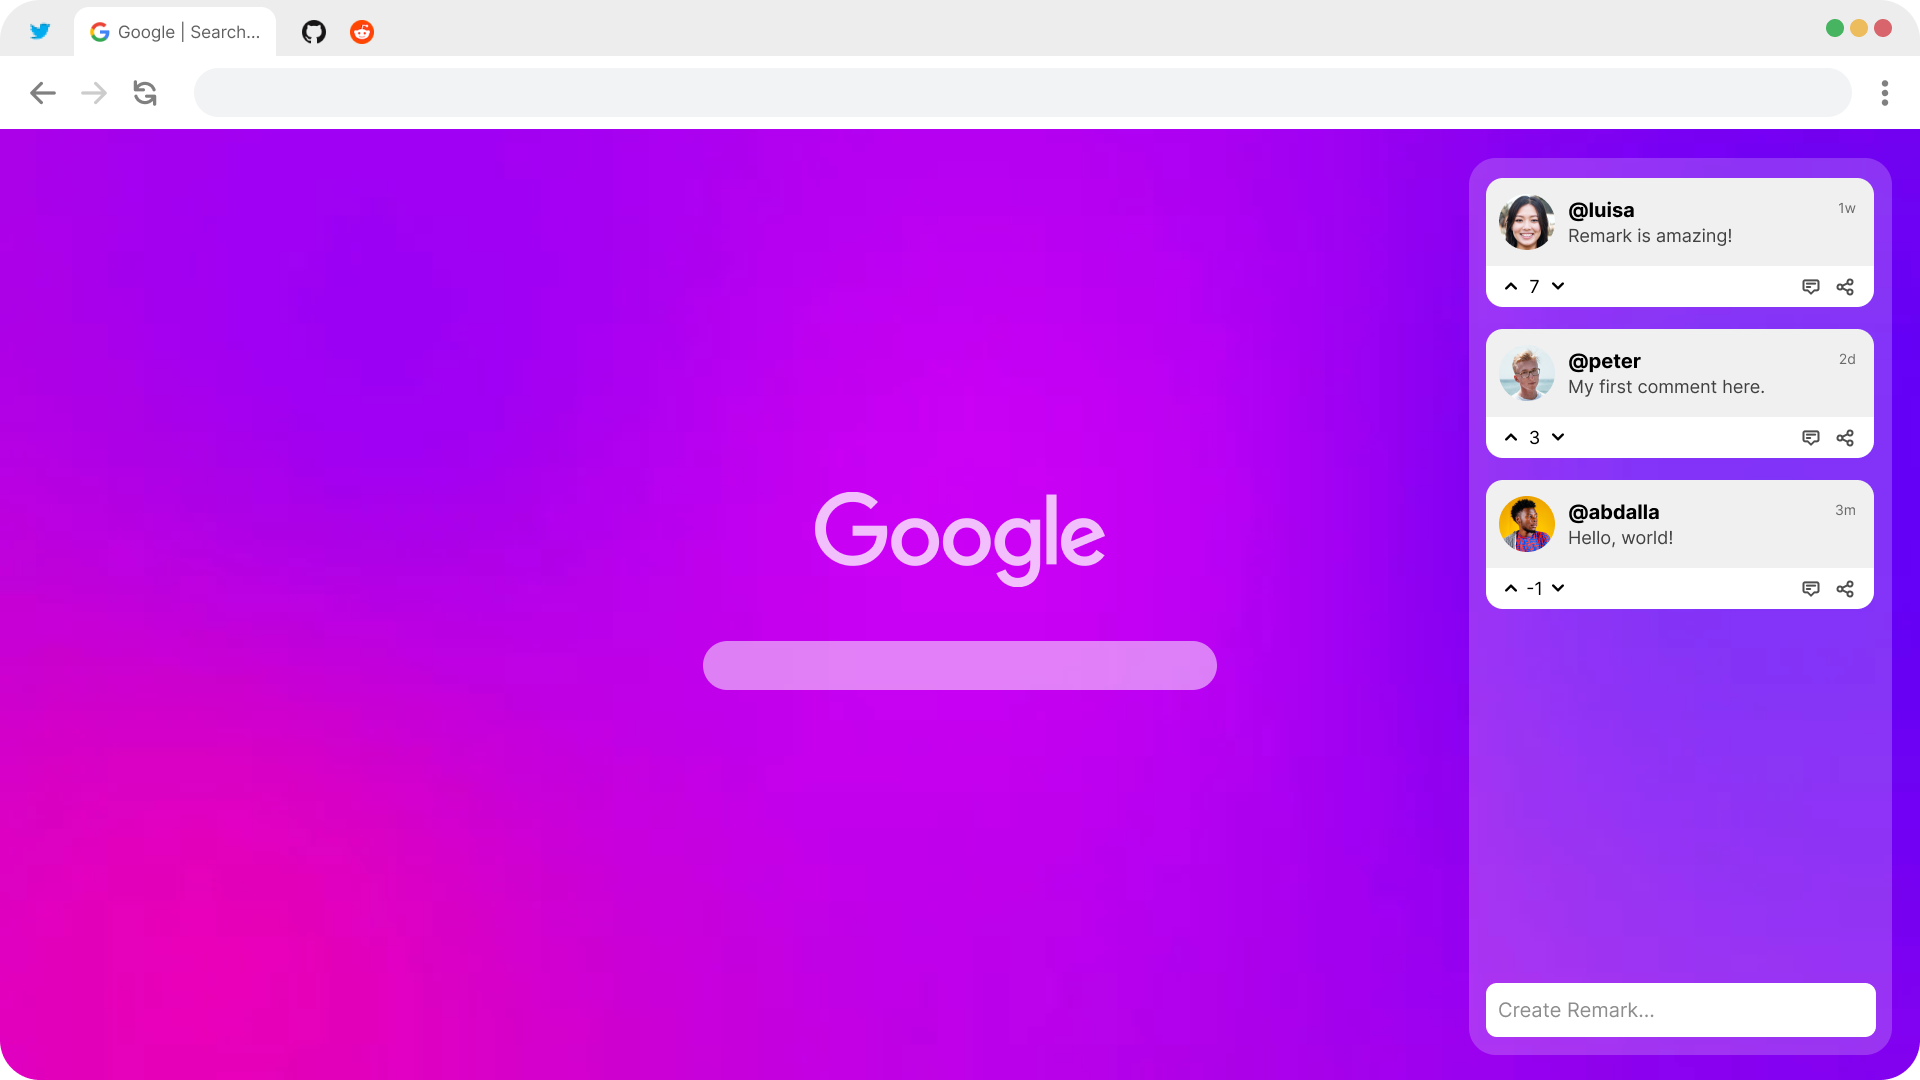 Google | Search...
Google
@luisa
1w
Remark is amazing!
7
@peter
2d
My first comment here.
3
@abdalla
3m
Hello, world!
-1
Create Remark...